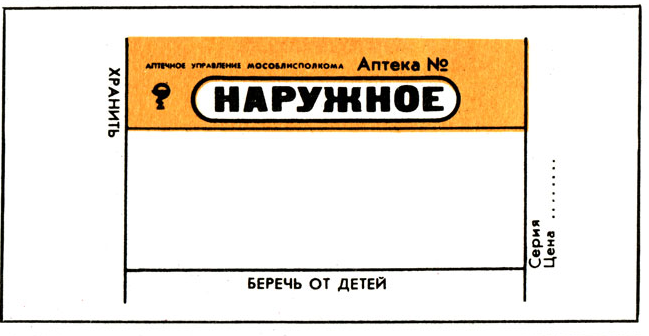 АПТЕЧНОЕ УПРАВЛЕНИЕ МОСОБЛИСПОЛКОМА Аптека №
НАРУЖНОЕ
ХРАНИТЬ
Серия
Цена ........
БЕРЕЧЬ ОТ ДЕТЕЙ